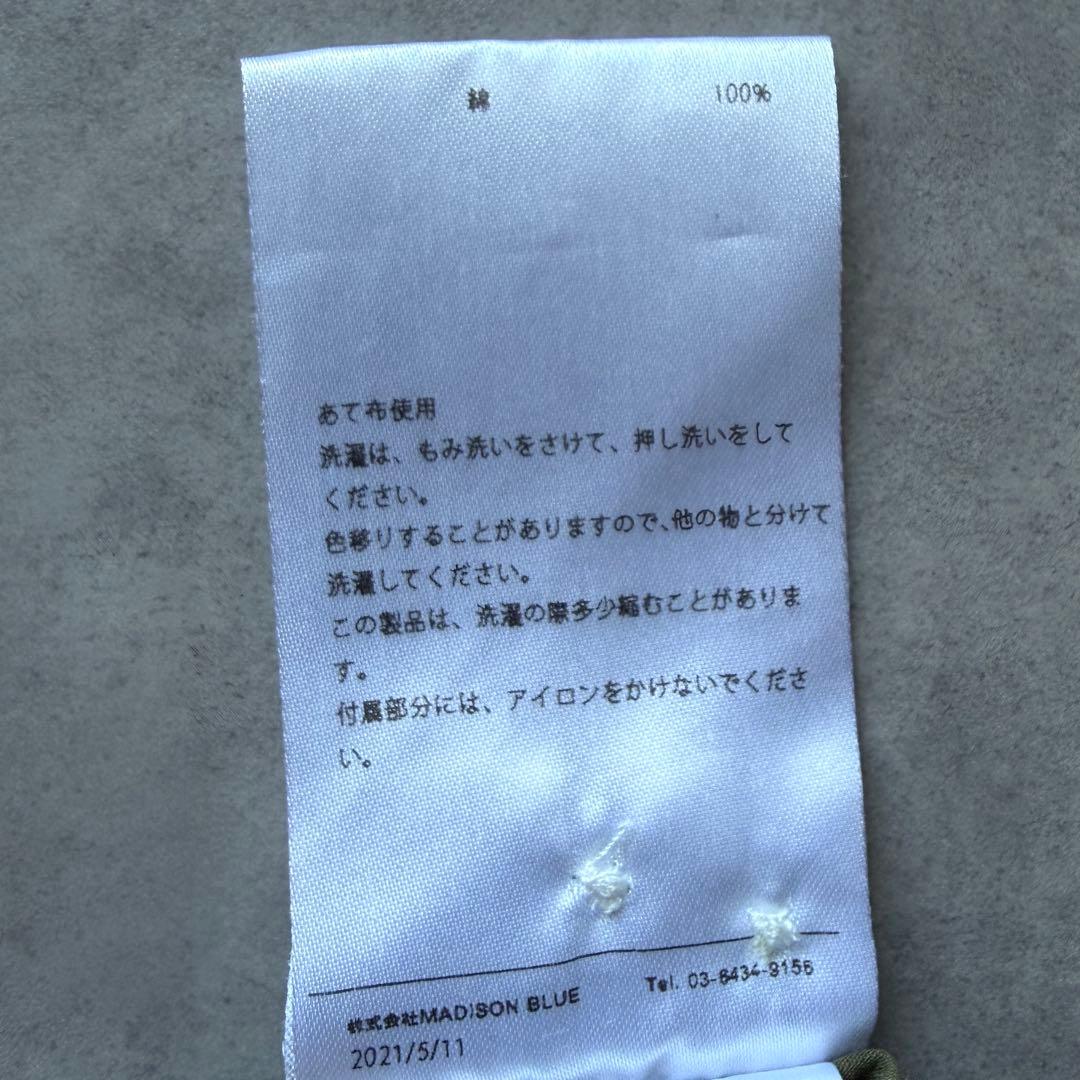 綿 100%
あて布使用
洗濯は、もみ洗いをさけて、押し洗いをして
ください。
色移りすることがありますので、他の物と分けて
洗濯してください。
この製品は、洗濯の際多少縮むことがありま
す。
付属部分には、アイロンをかけないでくださ
い。
株式会社MADISON BLUE Tel. 03-6434-9156
2021/5/11